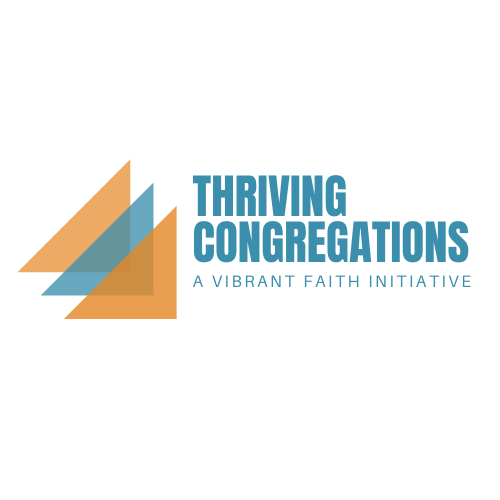 THRIVING
CONGREGATIONS
A VIBRANT FAITH INITIATIVE